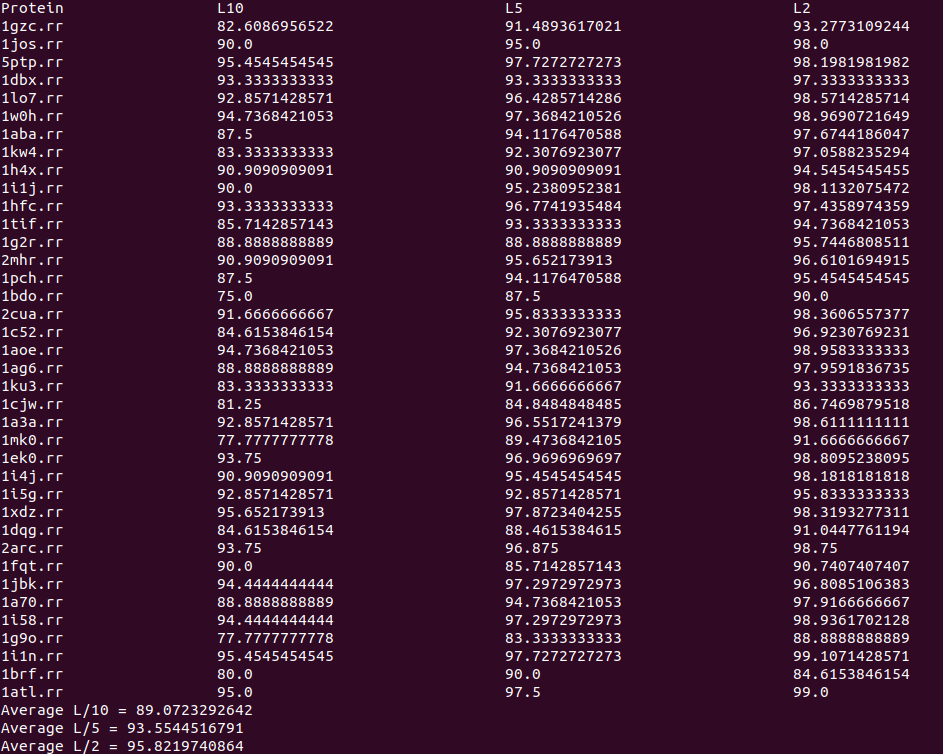 Protein L10 L5 L2
1gzc.rr 82.6086956522 91.4893617021 93.2773109244
1jos.rr 90.0 95.0 98.0
5ptp.rr 95.4545454545 97.7272727273 98.1981981982
1dbx.rr 93.3333333333 93.3333333333 97.3333333333
1lo7.rr 92.8571428571 96.4285714286 98.5714285714
1w0h.rr 94.7368421053 97.3684210526 98.9690721649
1aba.rr 87.5 94.1176470588 97.6744186047
1kw4.rr 83.3333333333 92.3076923077 97.0588235294
1h4x.rr 90.9090909091 90.9090909091 94.5454545455
1i1j.rr 90.0 95.2380952381 98.1132075472
1hfc.rr 93.3333333333 96.7741935484 97.4358974359
1tif.rr 85.7142857143 93.3333333333 94.7368421053
1g2r.rr 88.8888888889 88.8888888889 95.7446808511
2mhr.rr 90.9090909091 95.652173913 96.6101694915
1pch.rr 87.5 94.1176470588 95.4545454545
1bdo.rr 75.0 87.5 90.0
2cua.rr 91.6666666667 95.8333333333 98.3606557377
1c52.rr 84.6153846154 92.3076923077 96.9230769231
1aoe.rr 94.7368421053 97.3684210526 98.9583333333
1ag6.rr 88.8888888889 94.7368421053 97.9591836735
1ku3.rr 83.3333333333 91.6666666667 93.3333333333
1cjw.rr 81.25 84.8484848485 86.7469879518
1a3a.rr 92.8571428571 96.5517241379 98.6111111111
1mk0.rr 77.7777777778 89.4736842105 91.6666666667
1ek0.rr 93.75 96.9696969697 98.8095238095
1i4j.rr 90.9090909091 95.4545454545 98.1818181818
1i5g.rr 92.8571428571 92.8571428571 95.8333333333
1xdz.rr 95.652173913 97.8723404255 98.3193277311
1dqg.rr 84.6153846154 88.4615384615 91.0447761194
2arc.rr 93.75 96.875 98.75
1fqt.rr 90.0 85.7142857143 90.7407407407
1jbk.rr 94.4444444444 97.2972972973 96.8085106383
1a70.rr 88.8888888889 94.7368421053 97.9166666667
1i58.rr 94.4444444444 97.2972972973 98.9361702128
1g9o.rr 77.7777777778 83.3333333333 88.8888888889
1i1n.rr 95.4545454545 97.7272727273 99.1071428571
1brf.rr 80.0 90.0 84.6153846154
1atl.rr 95.0 97.5 99.0
Average L/10 = 89.0723292642
Average L/5 = 93.5544516791
Average L/2 = 95.8219740864